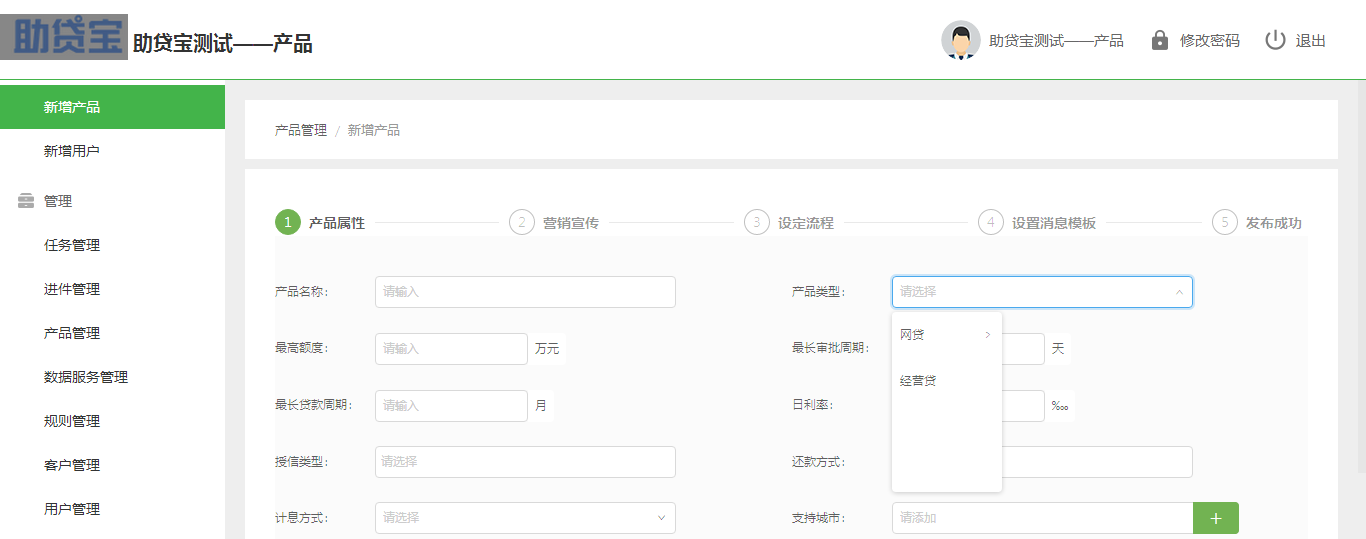 助贷宝 助贷宝测试——产品 助贷宝测试——产品 修改密码 退出
新增产品
新增用户
管理
任务管理
进件管理
产品管理
数据服务管理
规则管理
客户管理
用户管理
产品管理 / 新增产品
1 产品属性 2 营销宣传 3 设定流程 4 设置消息模板 5 发布成功
产品名称: 请输入 产品类型: 请选择
网贷
经营贷
最高额度: 请输入 万元 最长审批周期: 天
最长贷款周期: 请输入 月 日利率: ‱
授信类型: 请选择 还款方式:
计息方式: 请选择 支持城市: 请添加 +